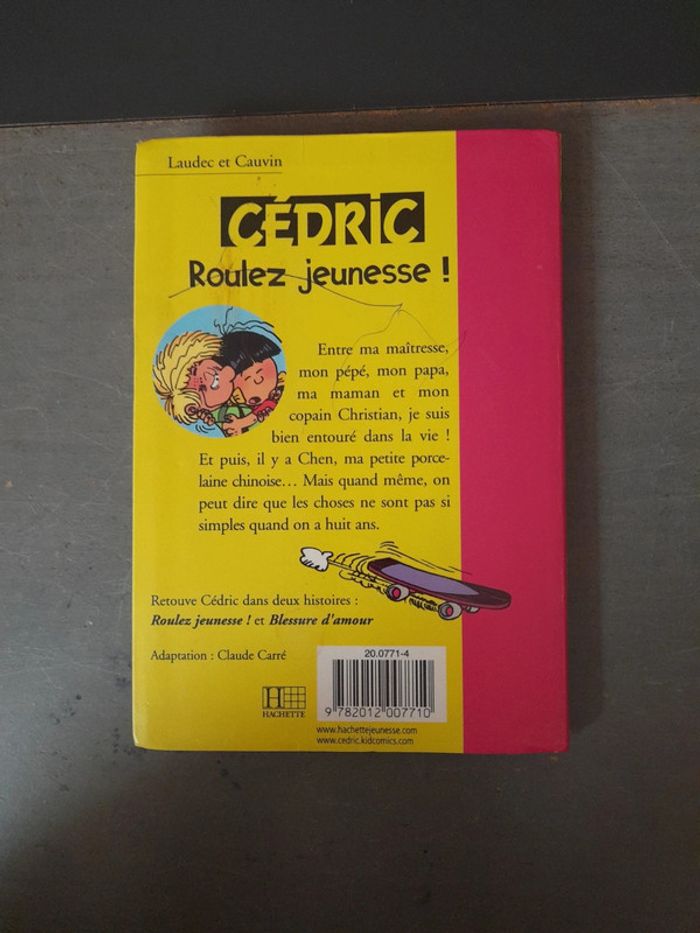 Laudec et Cauvin
CÉDRIC
Roulez jeunesse !
Entre ma maîtresse,
mon pépé, mon papa,
ma maman et mon
copain Christian, je suis
bien entouré dans la vie !
Et puis, il y a Chen, ma petite porce-
laine chinoise... Mais quand même, on
peut dire que les choses ne sont pas si
simples quand on a huit ans.
Retouve Cédric dans deux histoires :
Roulez jeunesse ! et Blessure d'amour
Adaptation : Claude Carré
20.0771-4
H
HACHETTE
9 782012 007710
www.hachettejeunesse.com
www.cedric.kidcomics.com